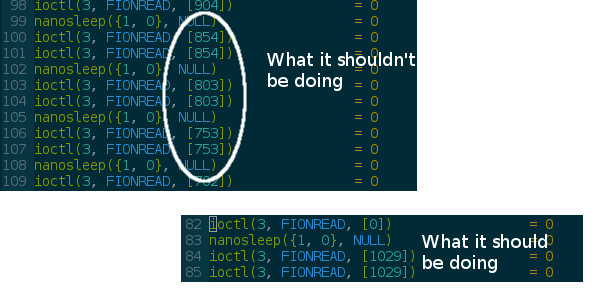 98 ioctl(3, FIONREAD, [904]) = 0
99 nanosleep({1, 0}, NULL) = 0
100 ioctl(3, FIONREAD, [854]) = 0
101 ioctl(3, FIONREAD, [854]) = 0
102 nanosleep({1, 0}, NULL) = 0
103 ioctl(3, FIONREAD, [803]) = 0
104 ioctl(3, FIONREAD, [803]) = 0
105 nanosleep({1, 0}, NULL) = 0
106 ioctl(3, FIONREAD, [753]) = 0
107 ioctl(3, FIONREAD, [753]) = 0
108 nanosleep({1, 0}, NULL) = 0
109 ioctl(3, FIONREAD, [702]) = 0
What it shouldn't
be doing
82 ioctl(3, FIONREAD, [0]) = 0
83 nanosleep({1, 0}, NULL) = 0
84 ioctl(3, FIONREAD, [1029]) = 0
85 ioctl(3, FIONREAD, [1029]) = 0
What it should
be doing